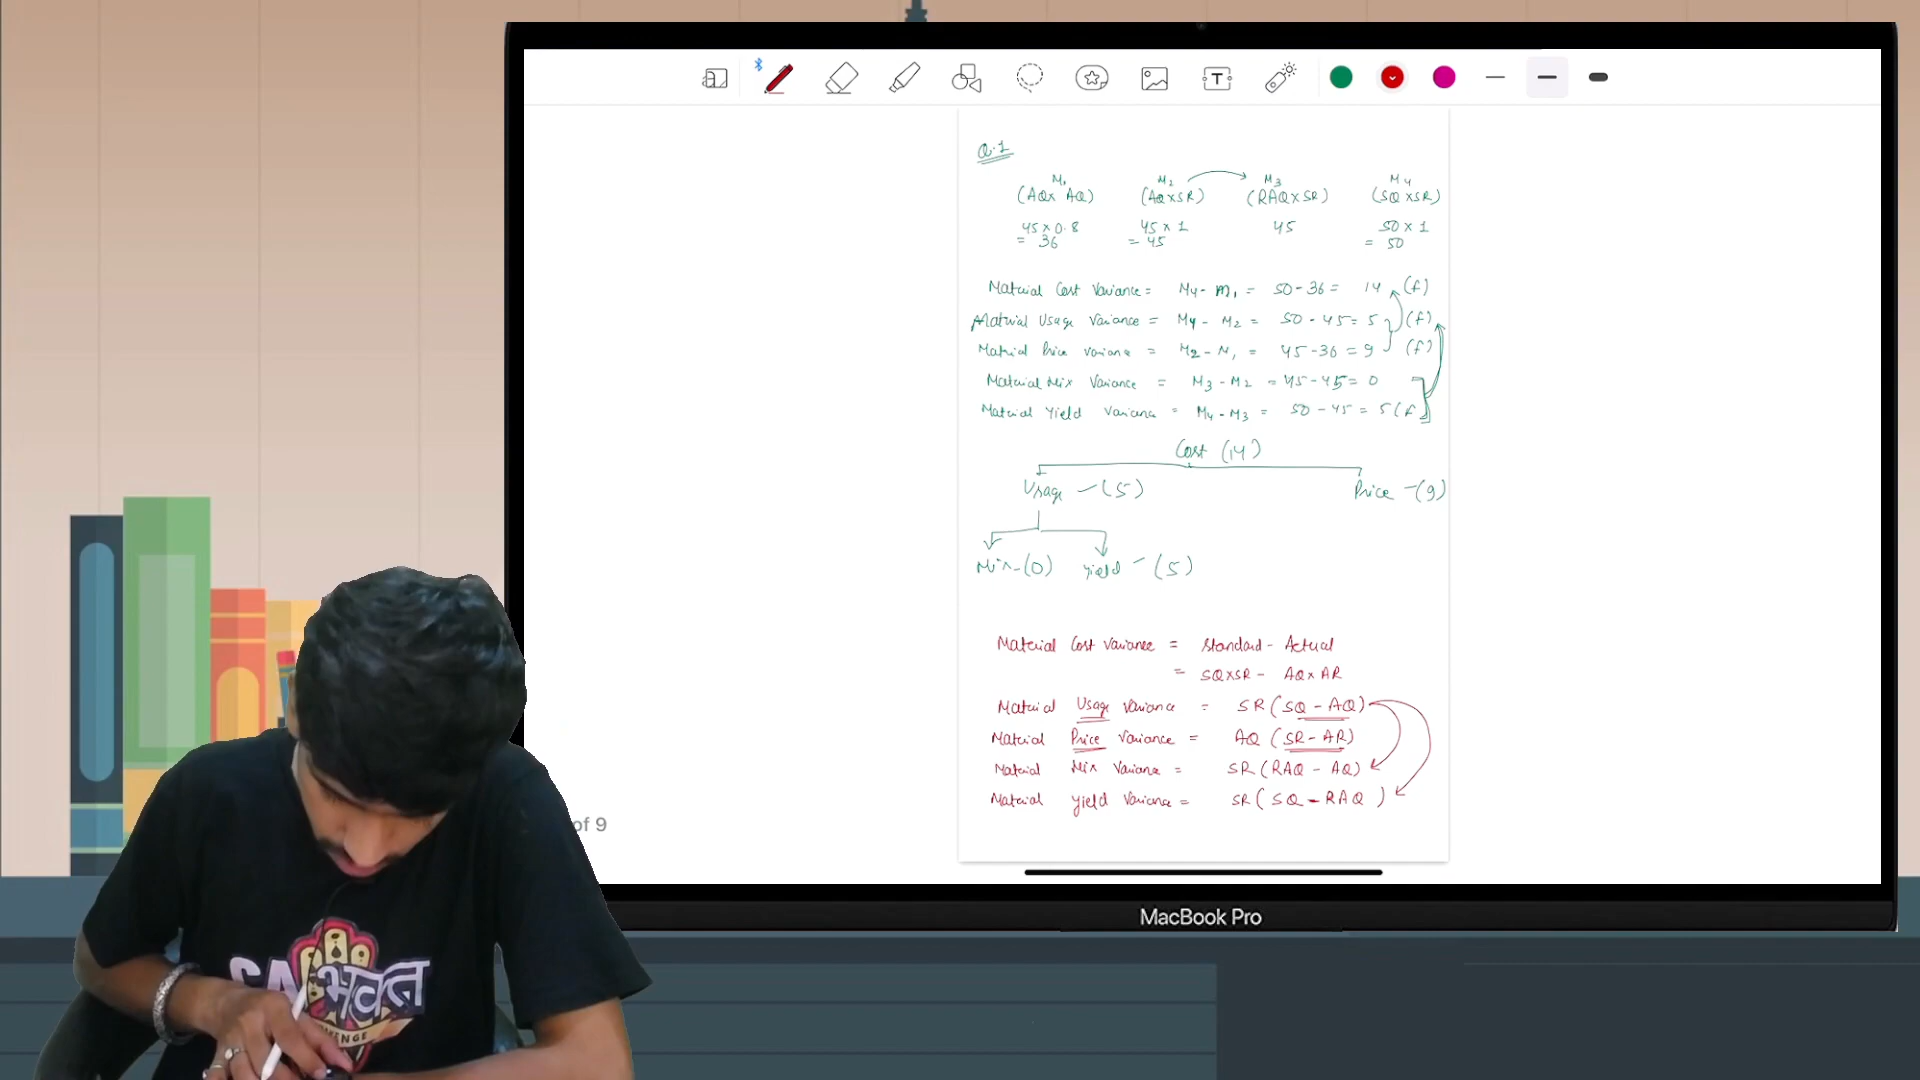 Q.1
M1 M2 M3 M4
(AQx AQ) (AQxSR) (RAQxSR) (SQxSR)
45x0.8 45x1 45 50x1
= 36 = 45 = 50
Material Cost Variance = M4 - M1 = 50-36 = 14 (f)
Material Usage Variance = M4 - M2 = 50 - 45 = 5 (f)
Material Price Variance = M2 - M1 = 45-36 = 9 (f)
Material Mix Variance = M3 - M2 = 45-45 = 0
Material Yield Variance = M4 - M3 = 50 - 45 = 5 (f)
Cost (14)
Usage - (5) Price - (9)
Mix - (0) Yield - (5)
Material Cost Variance = Standard - Actual
= SQxSR - AQxAR
Material Usage Variance = SR (SQ - AQ)
Material Price Variance = AQ (SR - AR)
Material Mix Variance = SR (RAQ - AQ)
Material Yield Variance = SR ( SQ - RAQ )
of 9
MacBook Pro
CA
भक्त